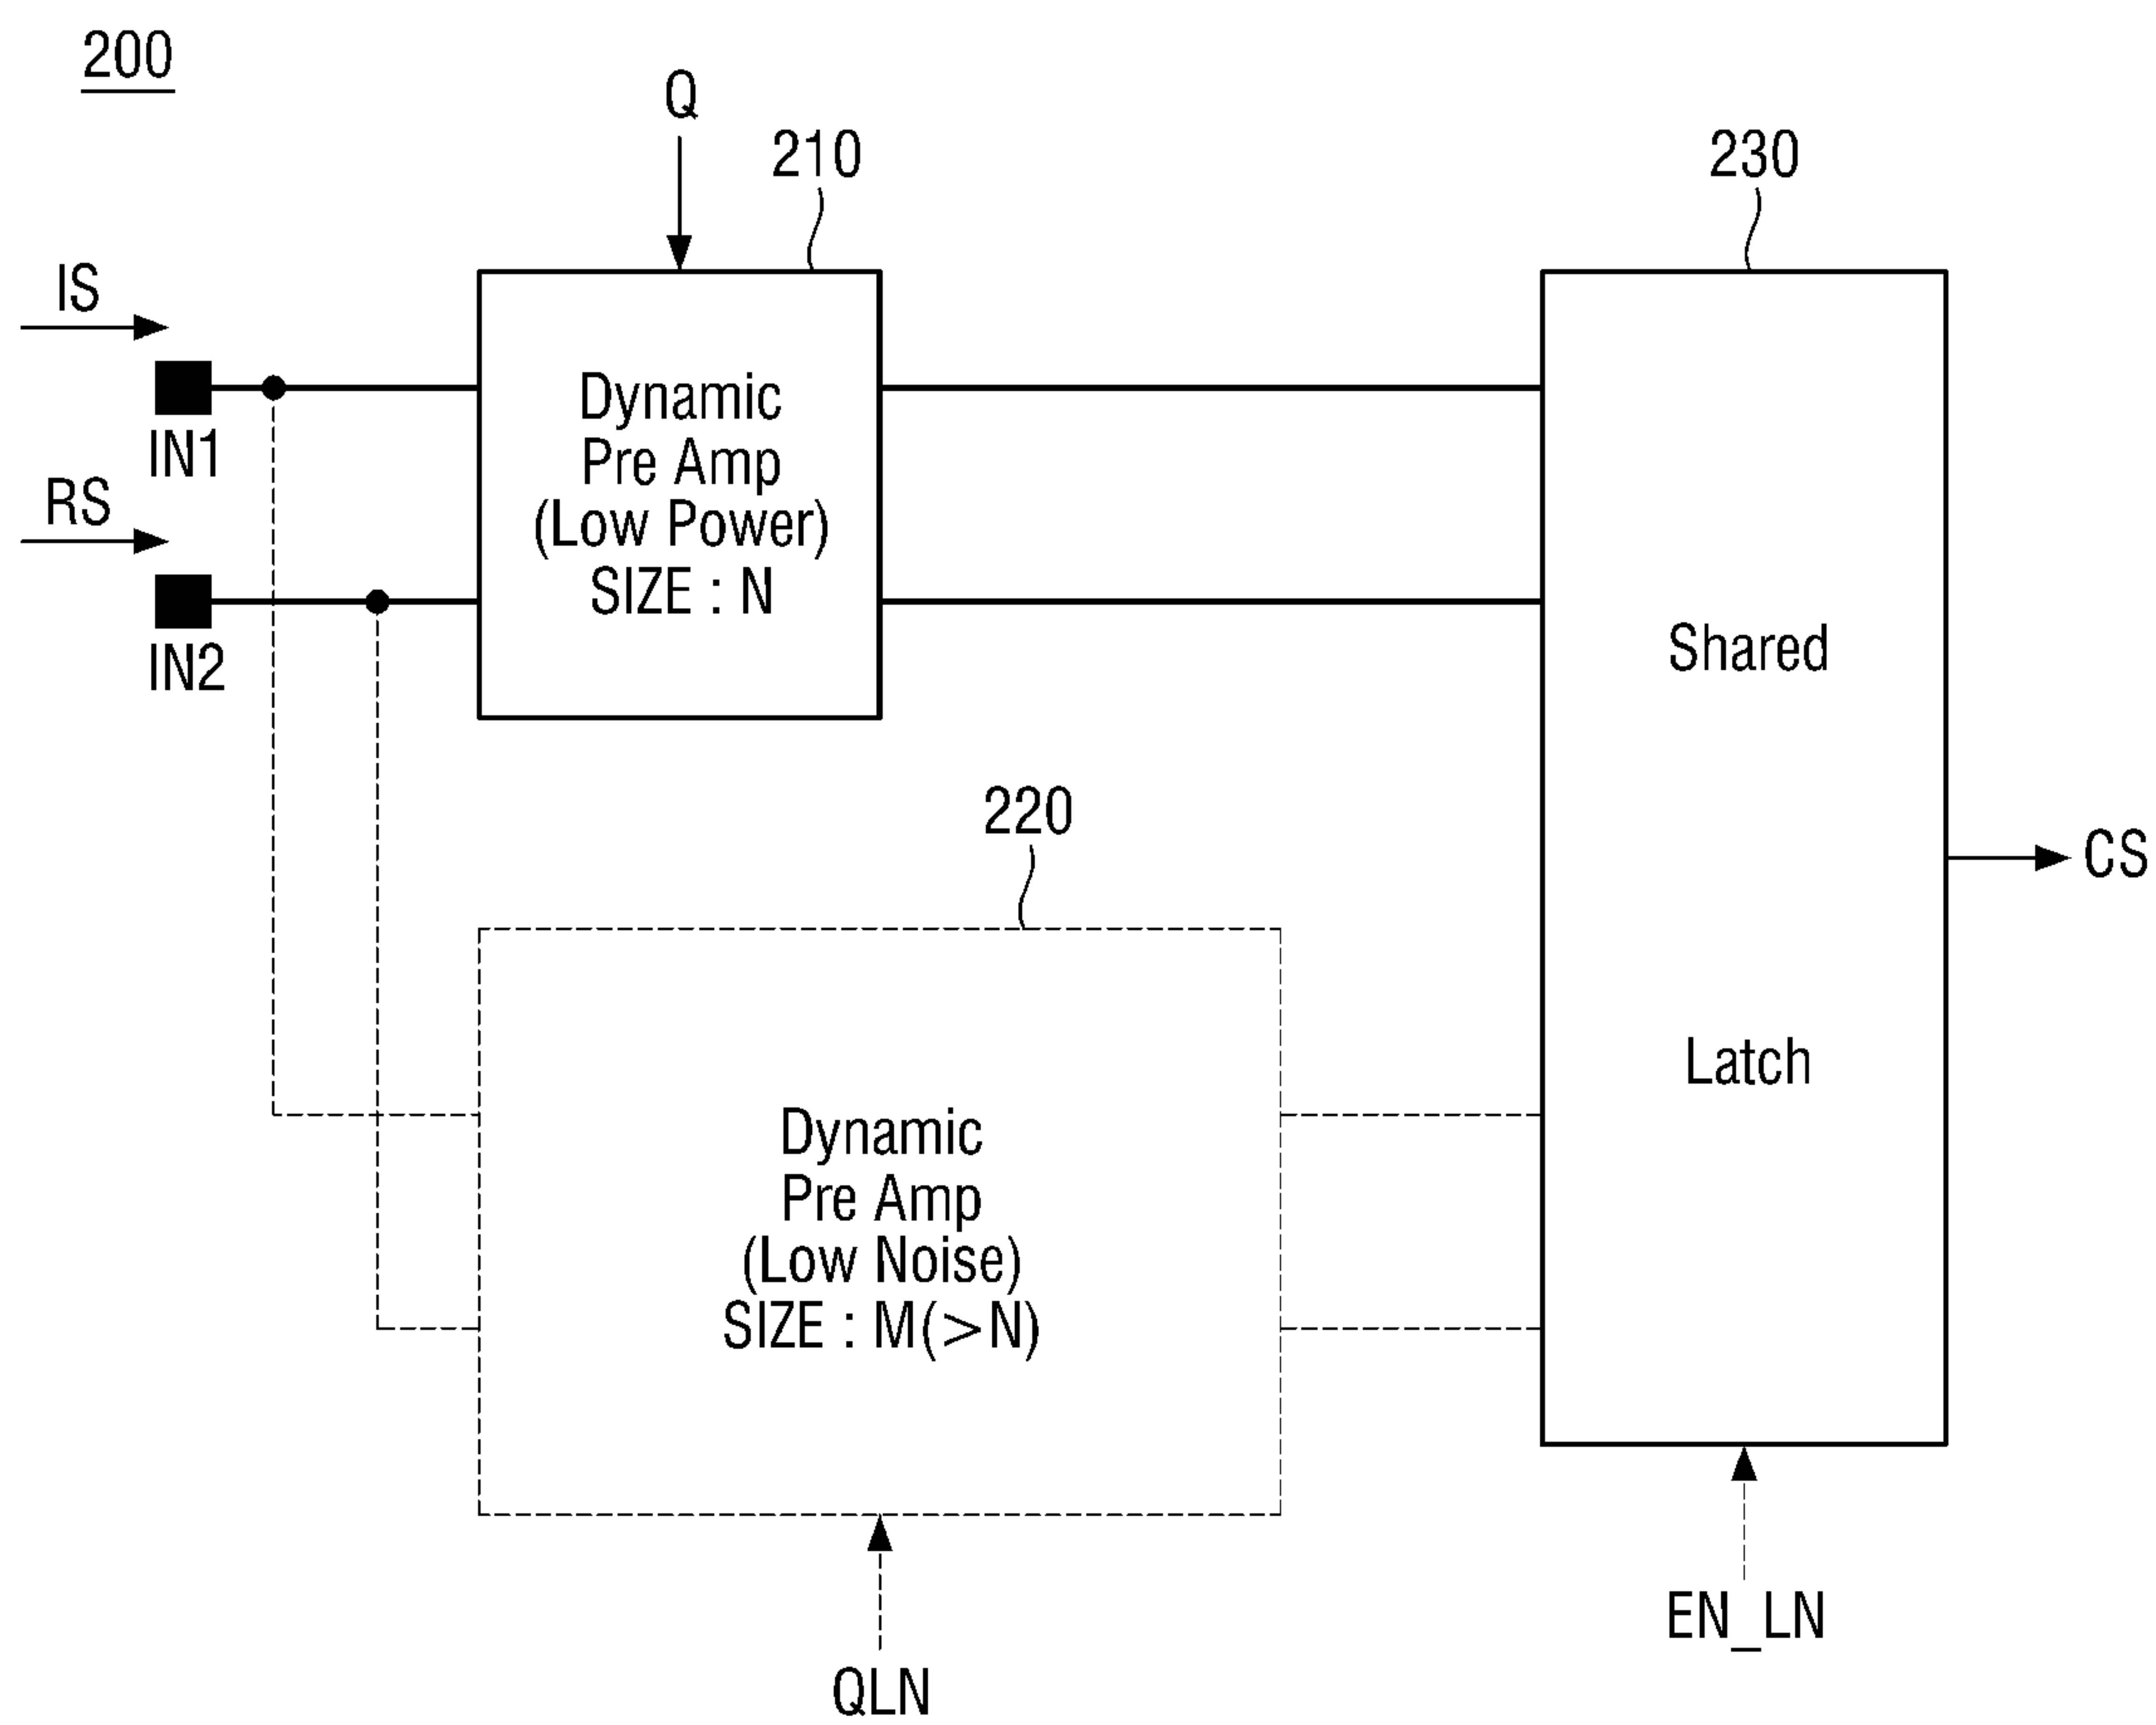 200
Q
210
230
IS
IN1
RS
IN2
Dynamic
Pre Amp
(Low Power)
SIZE : N
Shared
Latch
220
CS
Dynamic
Pre Amp
(Low Noise)
SIZE : M(>N)
EN_LN
QLN